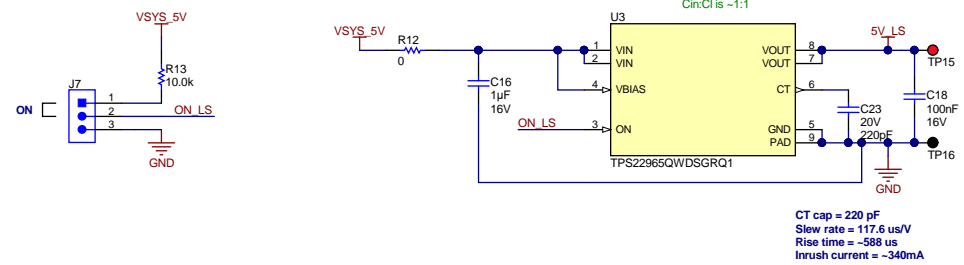 Cin:Cl is ~1:1
VSYS_5V
R13
10.0k
J7
ON
1
2
3
ON_LS
GND
VSYS_5V
R12
0
C16
1µF
16V
ON_LS
U3
1 VIN VOUT 8
2 VIN VOUT 7
4 VBIAS CT 6
3 ON GND 5
PAD 9
TPS22965QWDSGRQ1
5V_LS
TP15
C18
100nF
16V
C23
20V
220pF
TP16
GND
CT cap = 220 pF
Slew rate = 117.6 us/V
Rise time = ~588 us
Inrush current = ~340mA